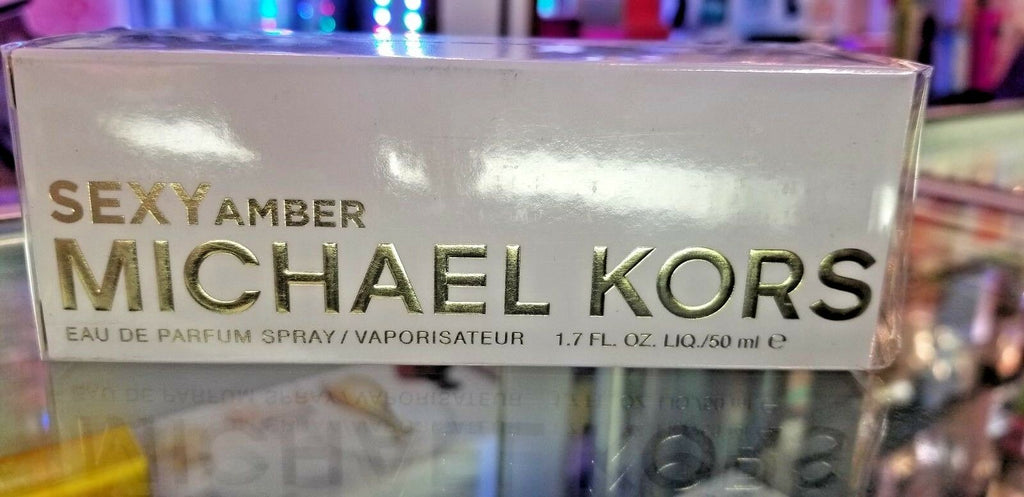 SEXY AMBER
MICHAEL KORS
EAU DE PARFUM SPRAY / VAPORISATEUR 1.7 FL. OZ. LIQ./50 ml ℮